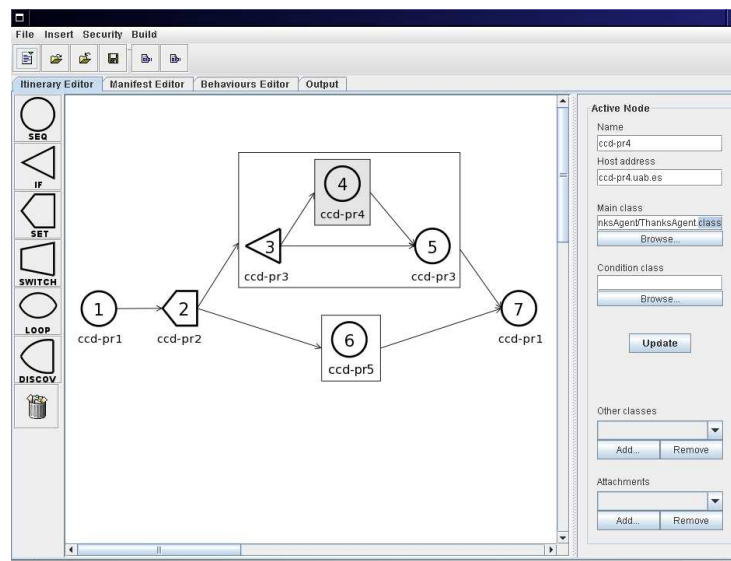 File Insert Security Build
Itinerary Editor Manifest Editor Behaviours Editor Output
SEQ
IF
SET
SWITCH
LOOP
DISCOV
4
ccd-pr4
3
ccd-pr3
5
ccd-pr3
1
ccd-pr1
2
ccd-pr2
7
ccd-pr1
6
ccd-pr5
Active Node
Name
ccd-pr4
Host address
ccd-pr4.uab.es
Main class
nksAgent/ThanksAgent.class
Browse...
Condition class
Browse...
Update
Other classes
Add... Remove
Attachments
Add... Remove